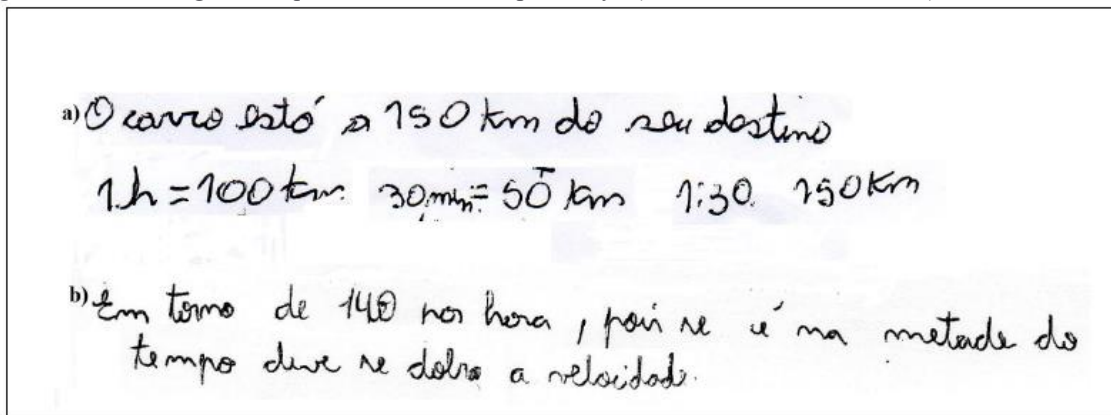 a) O carro está a 150 km do seu destino
1.h = 100 km. 30.min = 50 km 1:30. 150 Km
b) Em torno de 140 por hora, pois se é na metade do
tempo deve se dobra a velocidade.